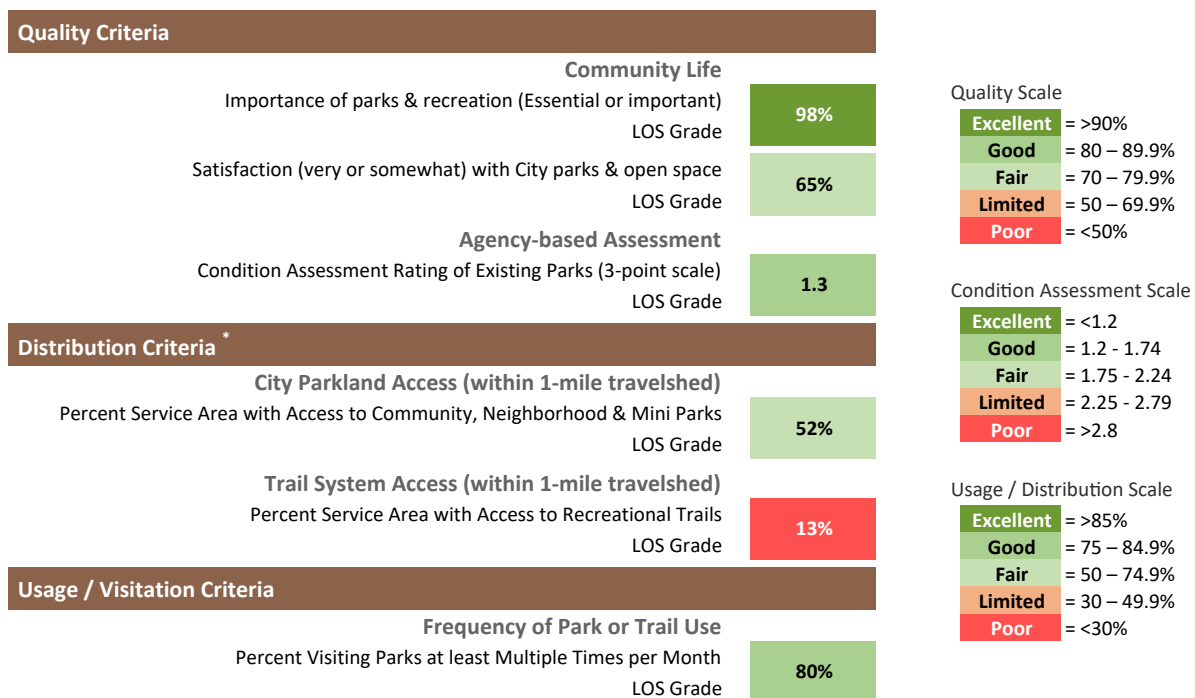 Quality Criteria
Community Life
Importance of parks & recreation (Essential or important)
LOS Grade
98%
Satisfaction (very or somewhat) with City parks & open space
LOS Grade
65%
Agency-based Assessment
Condition Assessment Rating of Existing Parks (3-point scale)
LOS Grade
1.3
Distribution Criteria *
City Parkland Access (within 1-mile travelshed)
Percent Service Area with Access to Community, Neighborhood & Mini Parks
LOS Grade
52%
Trail System Access (within 1-mile travelshed)
Percent Service Area with Access to Recreational Trails
LOS Grade
13%
Usage / Visitation Criteria
Frequency of Park or Trail Use
Percent Visiting Parks at least Multiple Times per Month
LOS Grade
80%
Quality Scale
Excellent = >90%
Good = 80 – 89.9%
Fair = 70 – 79.9%
Limited = 50 – 69.9%
Poor = <50%
Condition Assessment Scale
Excellent = <1.2
Good = 1.2 - 1.74
Fair = 1.75 - 2.24
Limited = 2.25 - 2.79
Poor = >2.8
Usage / Distribution Scale
Excellent = >85%
Good = 75 – 84.9%
Fair = 50 – 74.9%
Limited = 30 – 49.9%
Poor = <30%